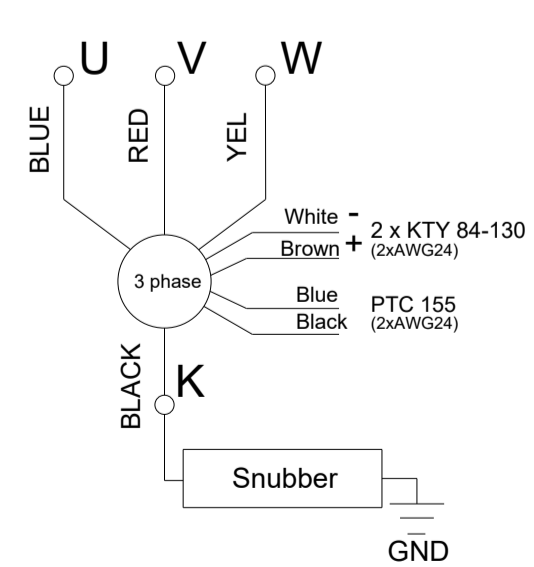 U V W
BLUE
RED
YEL
White -
Brown +
2 x KTY 84-130
(2xAWG24)
3 phase
Blue
Black
PTC 155
(2xAWG24)
BLACK
K
Snubber
GND